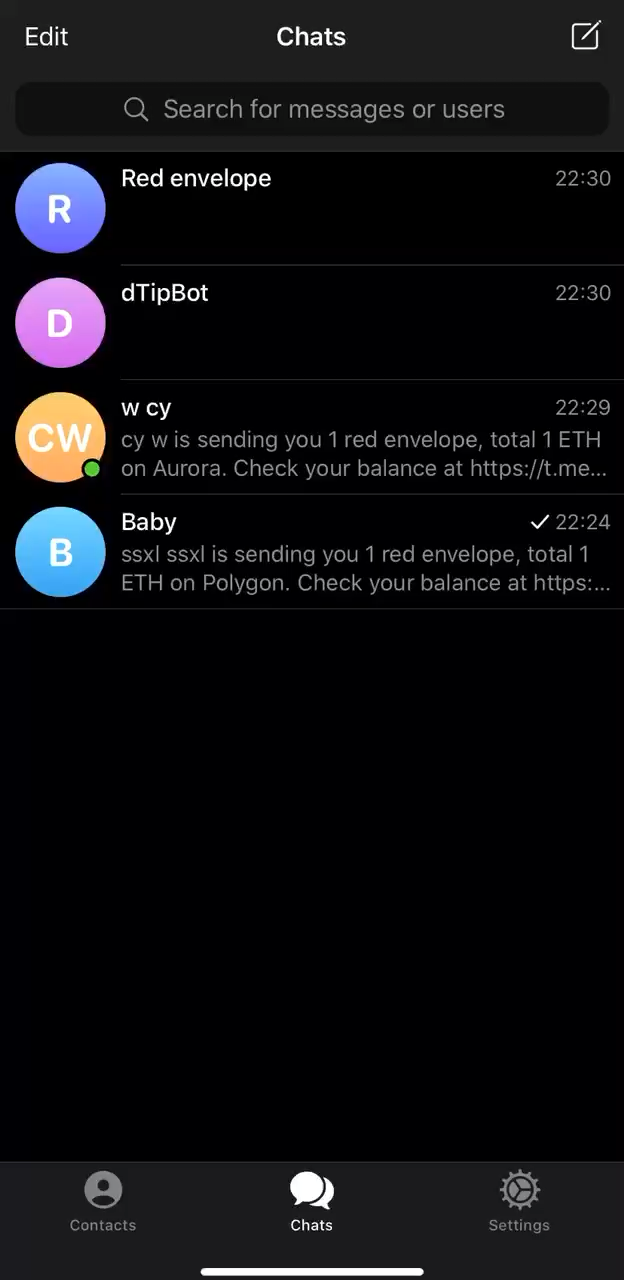 Edit
Chats
Search for messages or users
R
Red envelope
22:30
D
dTipBot
22:30
CW
w cy
22:29
cy w is sending you 1 red envelope, total 1 ETH
on Aurora. Check your balance at https://t.me...
B
Baby
22:24
ssxl ssxl is sending you 1 red envelope, total 1
ETH on Polygon. Check your balance at https:...
Contacts
Chats
Settings